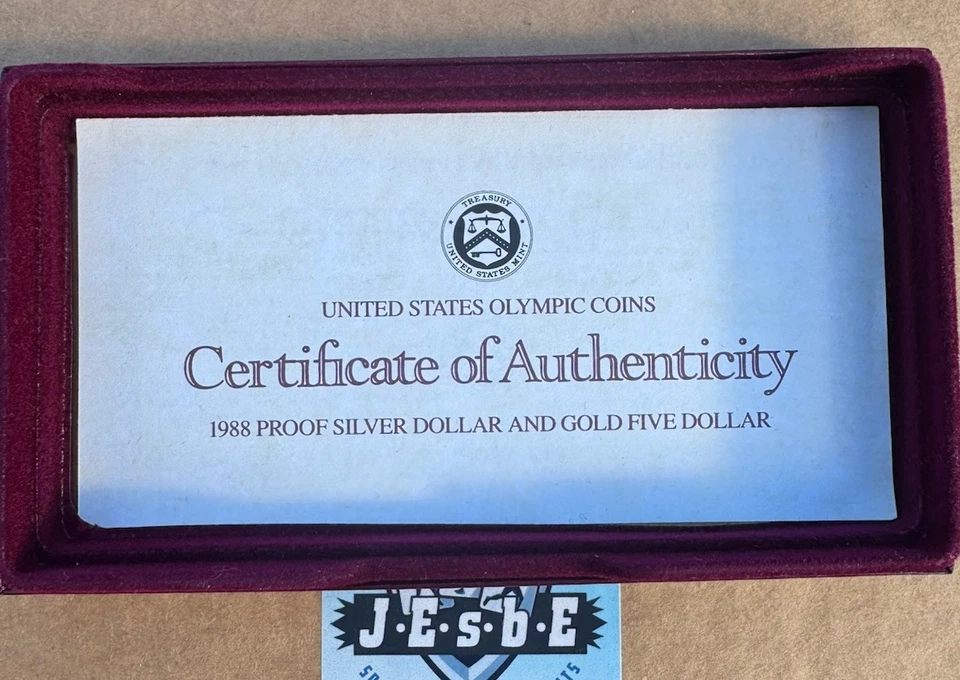 TREASURY
UNITED STATES MINT
UNITED STATES OLYMPIC COINS
Certificate of Authenticity
1988 PROOF SILVER DOLLAR AND GOLD FIVE DOLLAR
J·E·s·b·E